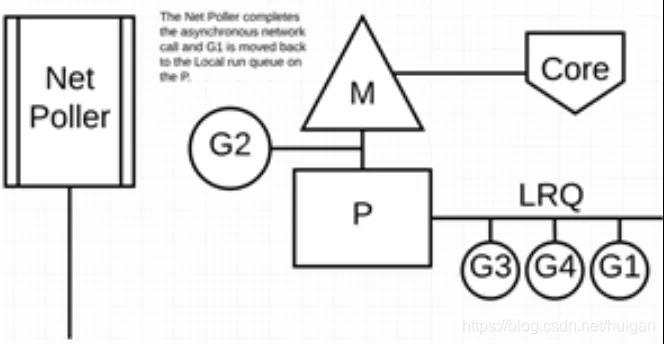 Net
Poller
The Net Poller completes
the asynchronous network
call and G1 is moved back
to the Local run queue on
the P.
M
Core
G2
P
LRQ
G3 G4 G1
https://blog.csdn.net/huigan